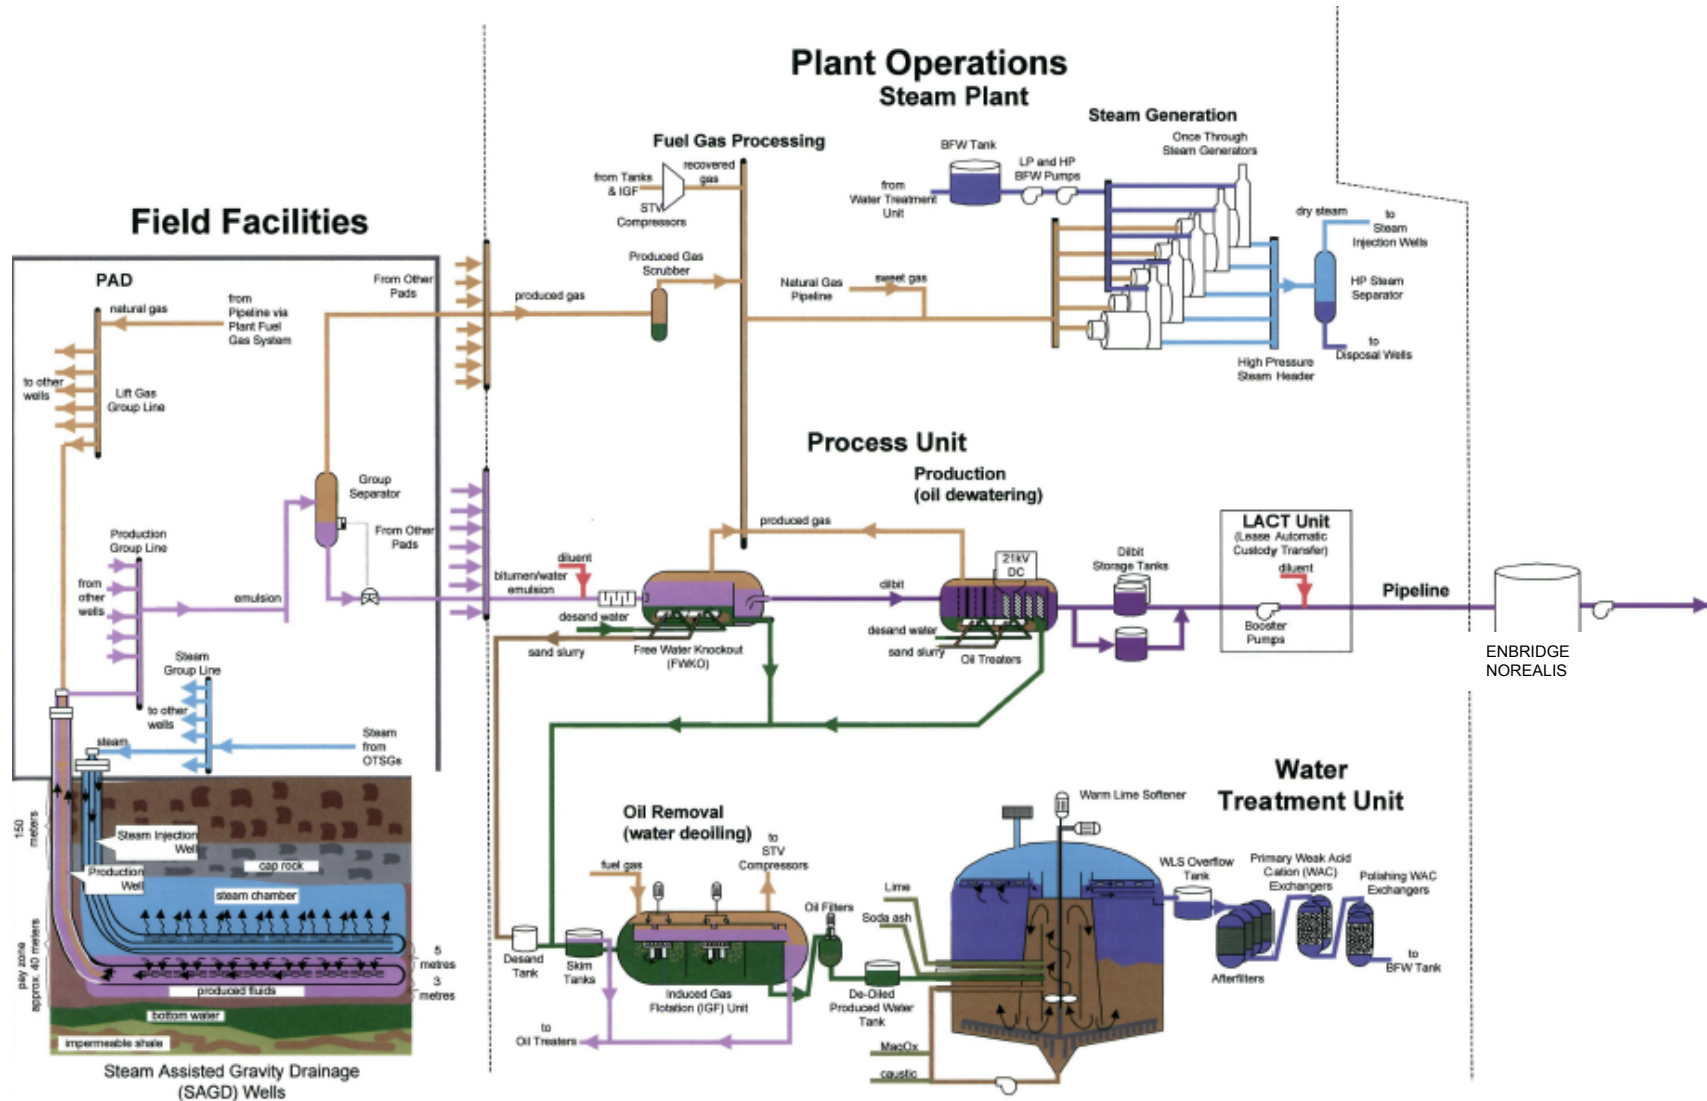 Plant Operations
Steam Plant
Field Facilities
PAD
natural gas
from
Pipeline via
Plant Fuel
Gas System
to other
wells
Lift Gas
Group Line
From Other
Pads
Group
Separator
Production
Group Line
from
other
wells
emulsion
From Other
Pads
Steam
Group Line
to other
wells
steam
Steam
from
OTSGs
150
meters
pay zone
approx. 40 meters
Steam Injection
Well
cap rock
Production
Well
steam chamber
5
metres
3
metres
produced fluids
bottom water
impermeable shale
Steam Assisted Gravity Drainage
(SAGD) Wells
Fuel Gas Processing
from Tanks
& IGF
recovered
gas
STV
Compressors
Produced Gas
Scrubber
produced gas
Natural Gas
Pipeline
sweet gas
Steam Generation
BFW Tank
from
Water Treatment
Unit
LP and HP
BFW Pumps
Once Through
Steam Generators
dry steam
to
Steam
Injection Wells
HP Steam
Separator
to
Disposal Wells
High Pressure
Steam Header
Process Unit
Production
(oil dewatering)
produced gas
diluent
bitumen/water
emulsion
desand water
sand slurry
Free Water Knockout
(FWKO)
dilbit
21kV
DC
desand water
sand slurry
Oil Treaters
Dilbit
Storage Tanks
LACT Unit
(Lease Automatic
Custody Transfer)
diluent
Booster
Pumps
Pipeline
ENBRIDGE
NOREALIS
Oil Removal
(water deoiling)
fuel gas
to
STV
Compressors
Desand
Tank
Skim
Tanks
Induced Gas
Flotation (IGF) Unit
to
Oil Treaters
Oil Filters
De-Oiled
Produced Water
Tank
Water
Treatment Unit
Warm Lime Softener
Lime
Soda ash
MagOx
caustic
WLS Overflow
Tank
Primary Weak Acid
Cation (WAC)
Exchangers
Polishing WAC
Exchangers
Afterfilters
to
BFW Tank